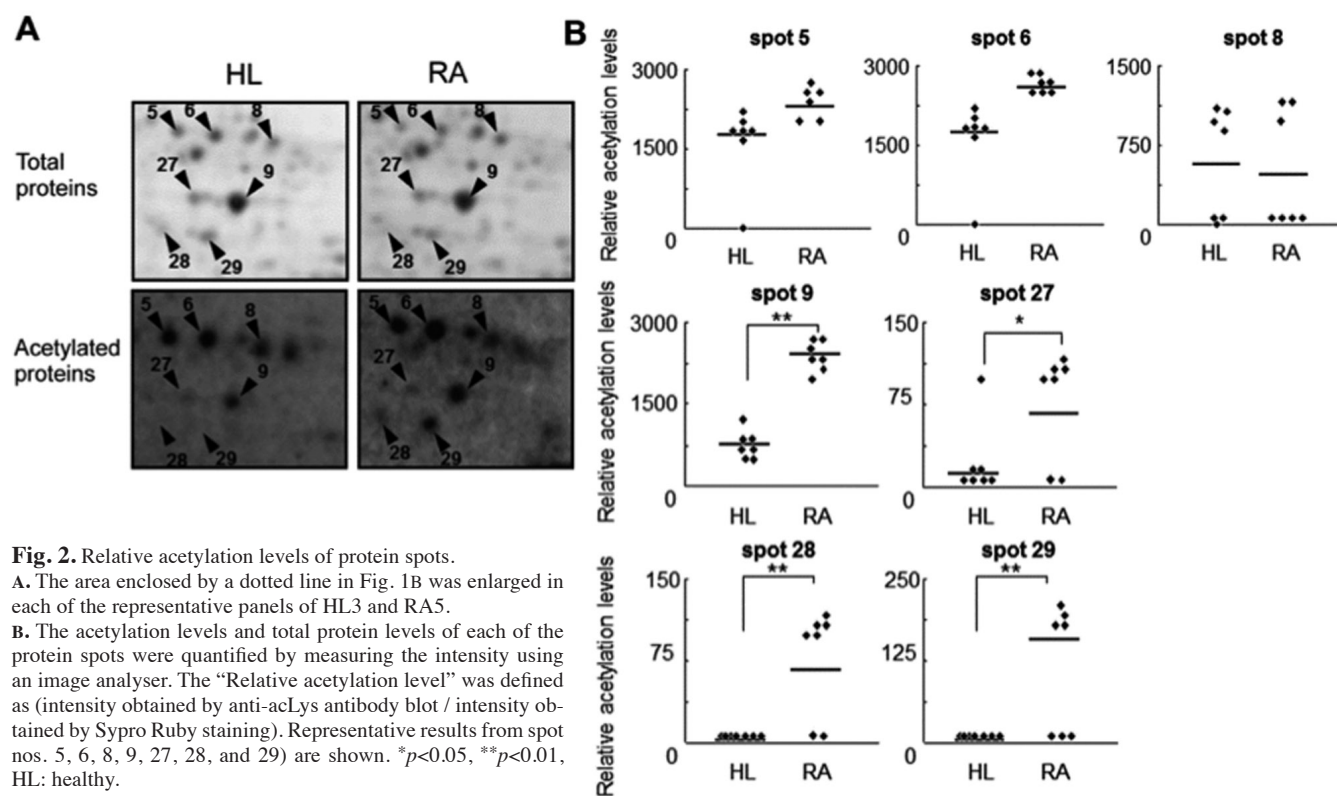 A
HL RA
Total
proteins
5 6 8
27 9
28 29
5 6 8
27 9
28 29
Acetylated
proteins
5 6 8
27 9
28 29
5 6 8
27 9
28 29
Fig. 2. Relative acetylation levels of protein spots.
A. The area enclosed by a dotted line in Fig. 1B was enlarged in
each of the representative panels of HL3 and RA5.
B. The acetylation levels and total protein levels of each of the
protein spots were quantified by measuring the intensity using
an image analyser. The “Relative acetylation level” was defined
as (intensity obtained by anti-acLys antibody blot / intensity ob-
tained by Sypro Ruby staining). Representative results from spot
nos. 5, 6, 8, 9, 27, 28, and 29) are shown. *p<0.05, **p<0.01,
HL: healthy.
B
Relative acetylation levels
spot 5
3000
1500
0
HL RA
spot 6
3000
1500
0
HL RA
spot 8
1500
750
0
HL RA
Relative acetylation levels
spot 9
3000
**
1500
0
HL RA
spot 27
150
*
75
0
HL RA
Relative acetylation levels
spot 28
150
**
75
0
HL RA
spot 29
250
**
125
0
HL RA